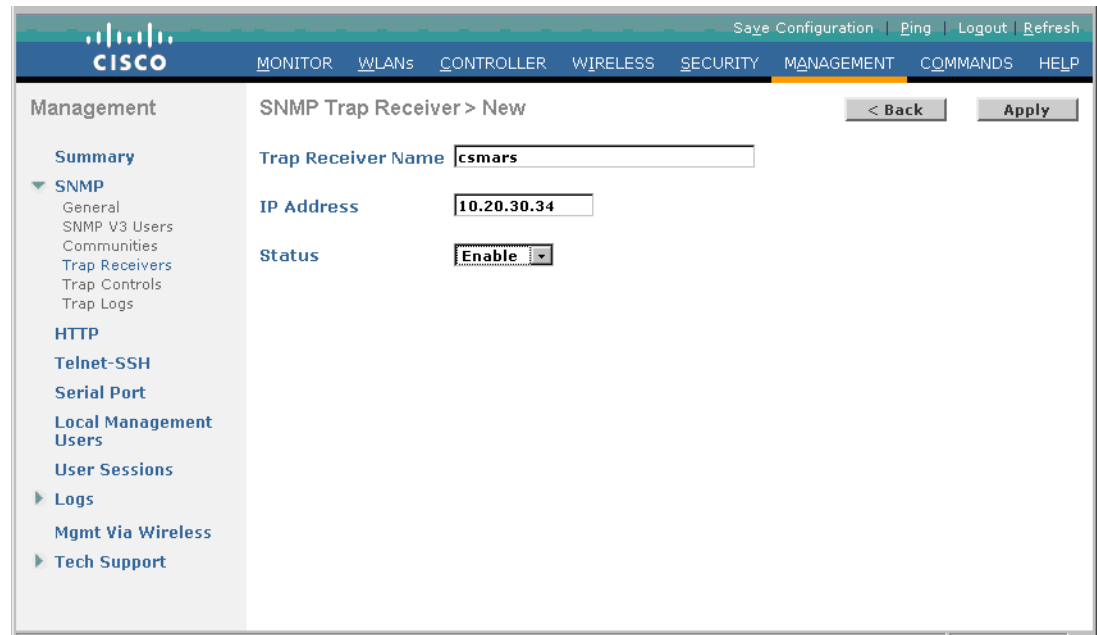 Save Configuration | Ping | Logout | Refresh
CISCO
MONITOR WLANs CONTROLLER WIRELESS SECURITY MANAGEMENT COMMANDS HELP
Management
Summary
SNMP
General
SNMP V3 Users
Communities
Trap Receivers
Trap Controls
Trap Logs
HTTP
Telnet-SSH
Serial Port
Local Management
Users
User Sessions
Logs
Mgmt Via Wireless
Tech Support
SNMP Trap Receiver > New
< Back
Apply
Trap Receiver Name csmars
IP Address 10.20.30.34
Status Enable